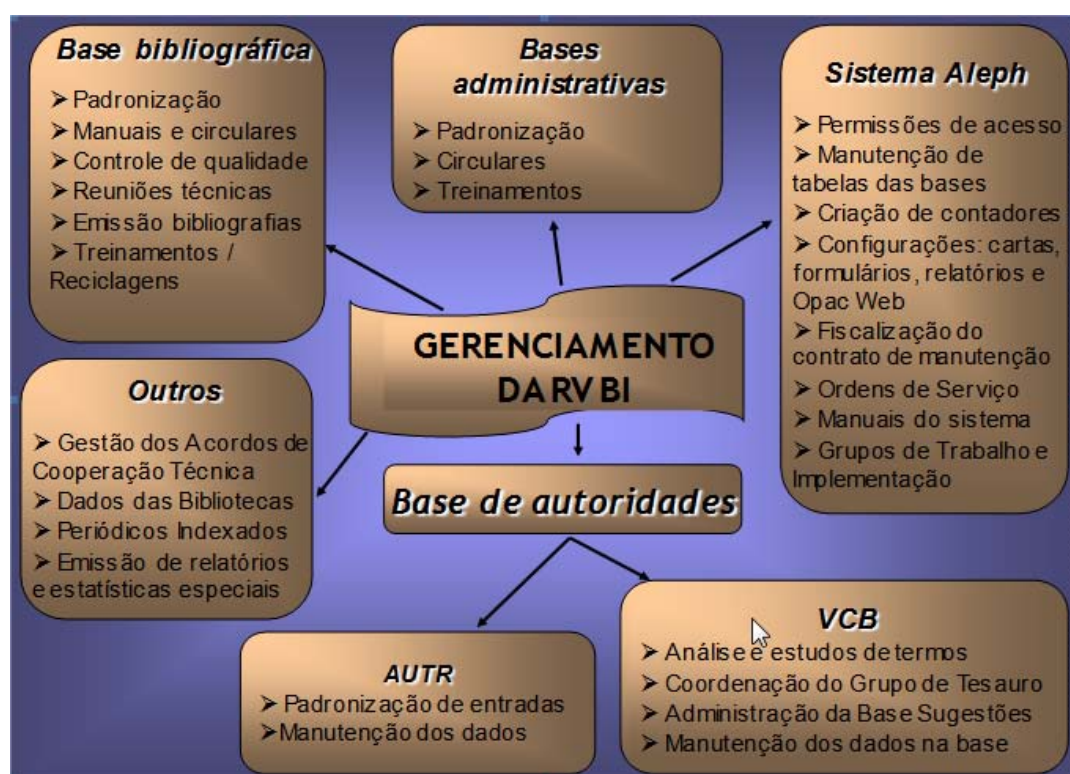 Base bibliográfica
➢ Padronização
➢ Manuais e circulares
➢ Controle de qualidade
➢ Reuniões técnicas
➢ Emissão bibliografias
➢ Treinamentos /
Reciclagens
Bases
administrativas
➢ Padronização
➢ Circulares
➢ Treinamentos
Sistema Aleph
➢ Permissões de acesso
➢ Manutenção de
tabelas das bases
➢ Criação de contadores
➢ Configurações: cartas,
formulários, relatórios e
Opac Web
➢ Fiscalização do
contrato de manutenção
➢ Ordens de Serviço
➢ Manuais do sistema
➢ Grupos de Trabalho e
Implementação
GERENCIAMENTO
DA RVBI
Outros
➢ Gestão dos Acordos de
Cooperação Técnica
➢ Dados das Bibliotecas
➢ Periódicos Indexados
➢ Emissão de relatórios
e estatísticas especiais
Base de autoridades
AUTR
➢ Padronização de entradas
➢ Manutenção dos dados
VCB
➢ Análise e estudos de termos
➢ Coordenação do Grupo de Tesauro
➢ Administração da Base Sugestões
➢ Manutenção dos dados na base